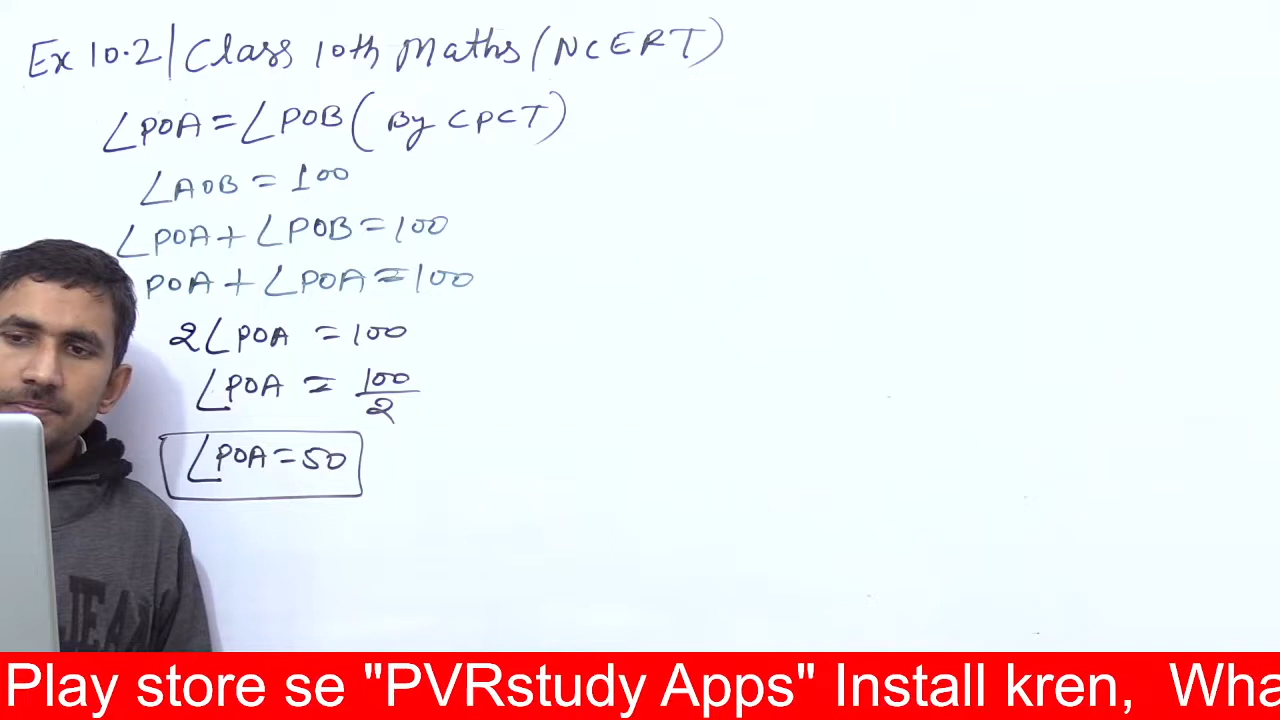 Ex 10.2 | Class 10th Maths (NCERT)
∠POA = ∠POB (By CPCT)
∠AOB = 100
∠POA + ∠POB = 100
POA + ∠POA = 100
2∠POA = 100
∠POA = 100/2
∠POA = 50
JEAN
Play store se "PVRstudy Apps" Install kren, Wha